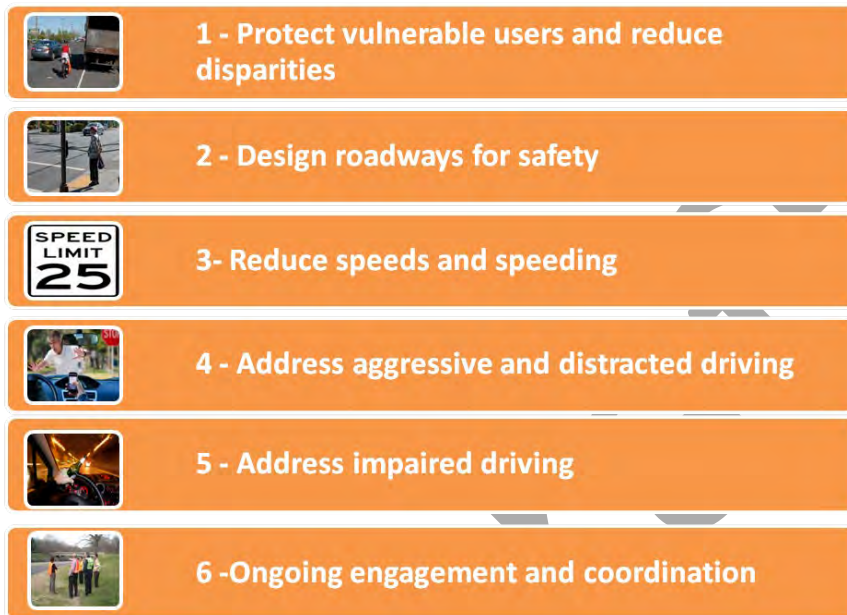 1 - Protect vulnerable users and reduce
disparities
2 - Design roadways for safety
SPEED
LIMIT
25
3- Reduce speeds and speeding
STO
4 - Address aggressive and distracted driving
5 - Address impaired driving
6 -Ongoing engagement and coordination